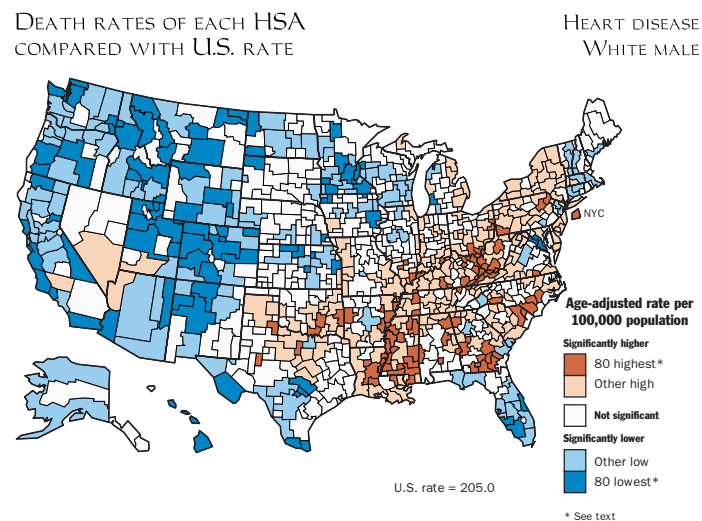 DEATH RATES OF EACH HSA
COMPARED WITH U.S. RATE
HEART DISEASE
WHITE MALE
NYC
Age-adjusted rate per
100,000 population
Significantly higher
80 highest*
Other high
Not significant
Significantly lower
Other low
80 lowest*
U.S. rate = 205.0
* See text